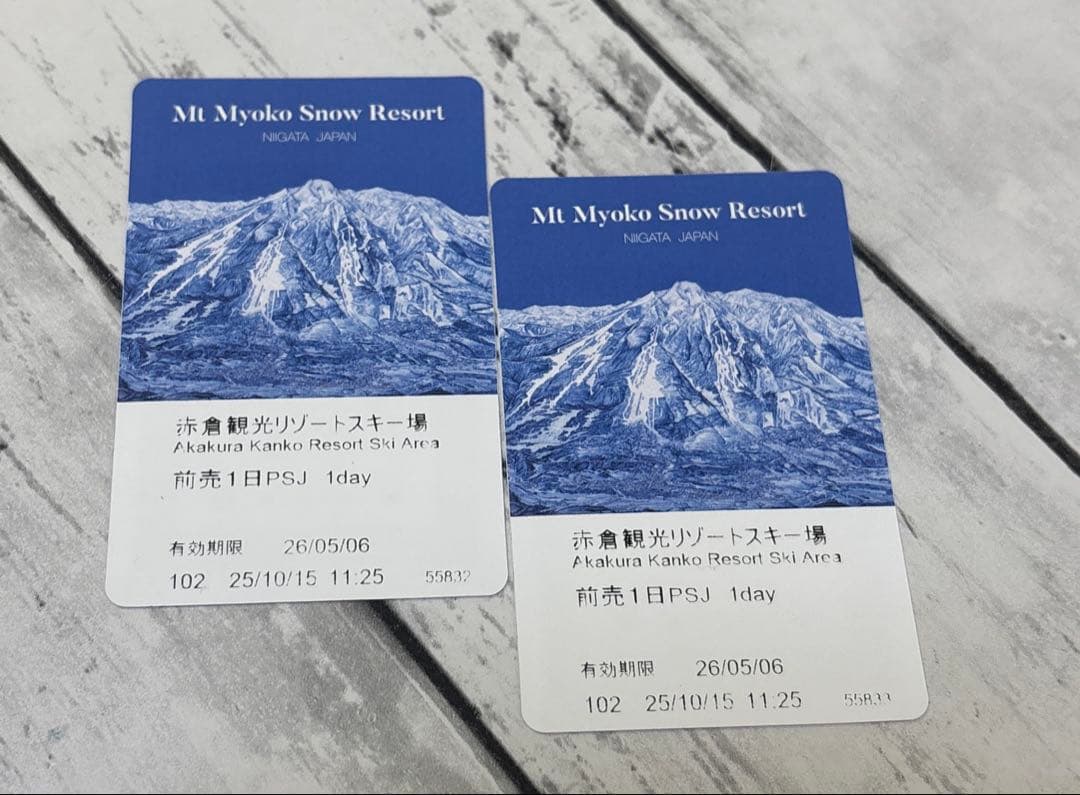 Mt Myoko Snow Resort
NIIGATA JAPAN
赤倉観光リゾートスキー場
Akakura Kanko Resort Ski Area
前売1日PSJ 1day
有効期限 26/05/06
102 25/10/15 11:25 55832
Mt Myoko Snow Resort
NIIGATA JAPAN
赤倉観光リゾートスキー場
Akakura Kanko Resort Ski Area
前売1日PSJ 1day
有効期限 26/05/06
102 25/10/15 11:25 55833